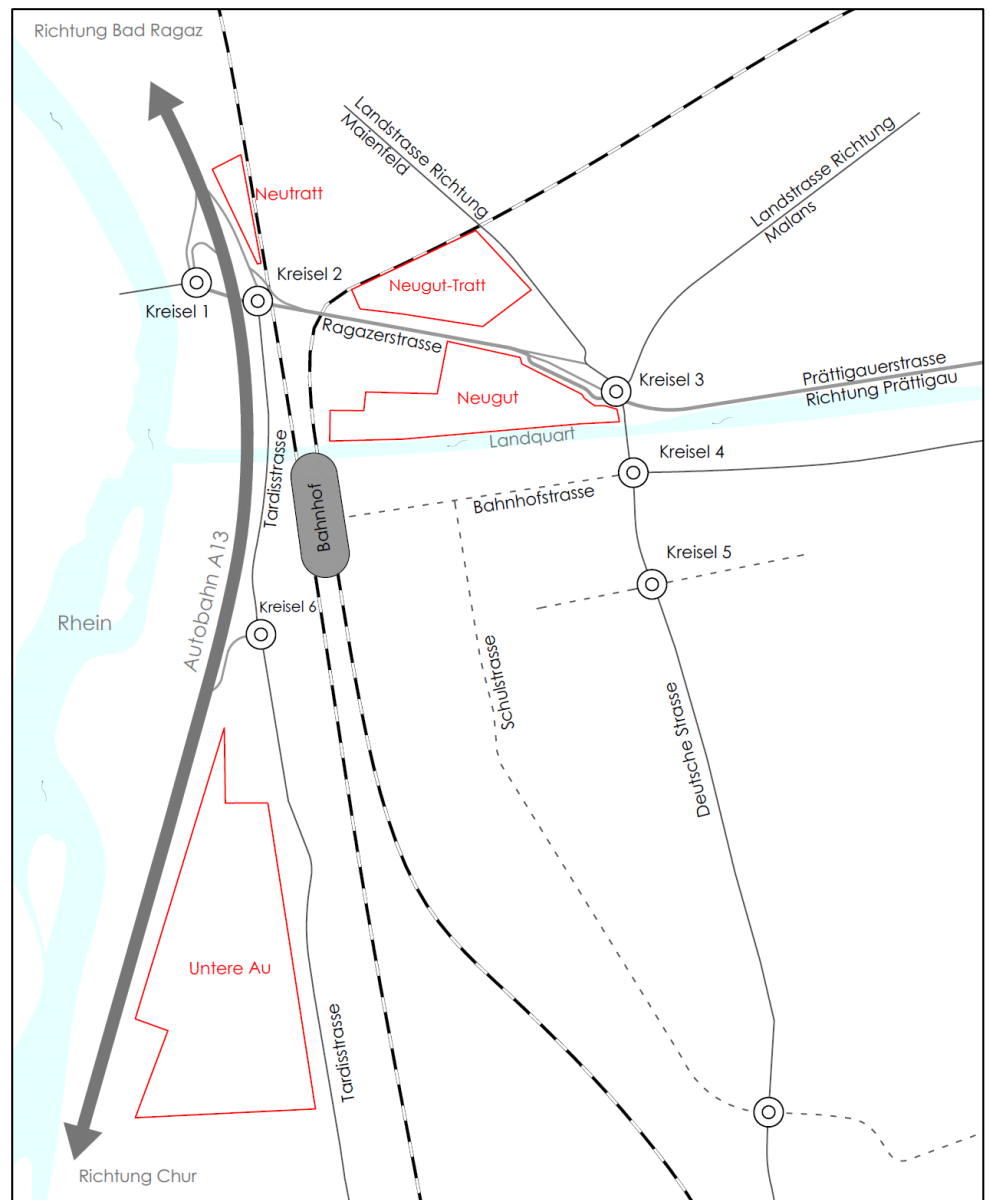 Richtung Bad Ragaz
Landstrasse Richtung
Maienfeld
Landstrasse Richtung
Malans
Neutratt
Kreisel 2
Neugut-Tratt
Kreisel 1
Ragazerstrasse
Prättigauerstrasse
Richtung Prättigau
Kreisel 3
Neugut
Landquart
Kreisel 4
Tardisstrasse
Bahnhof
Bahnhofstrasse
Kreisel 5
Autobahn A13
Rhein
Kreisel 6
Schulstrasse
Deutsche Strasse
Untere Au
Tardisstrasse
Richtung Chur